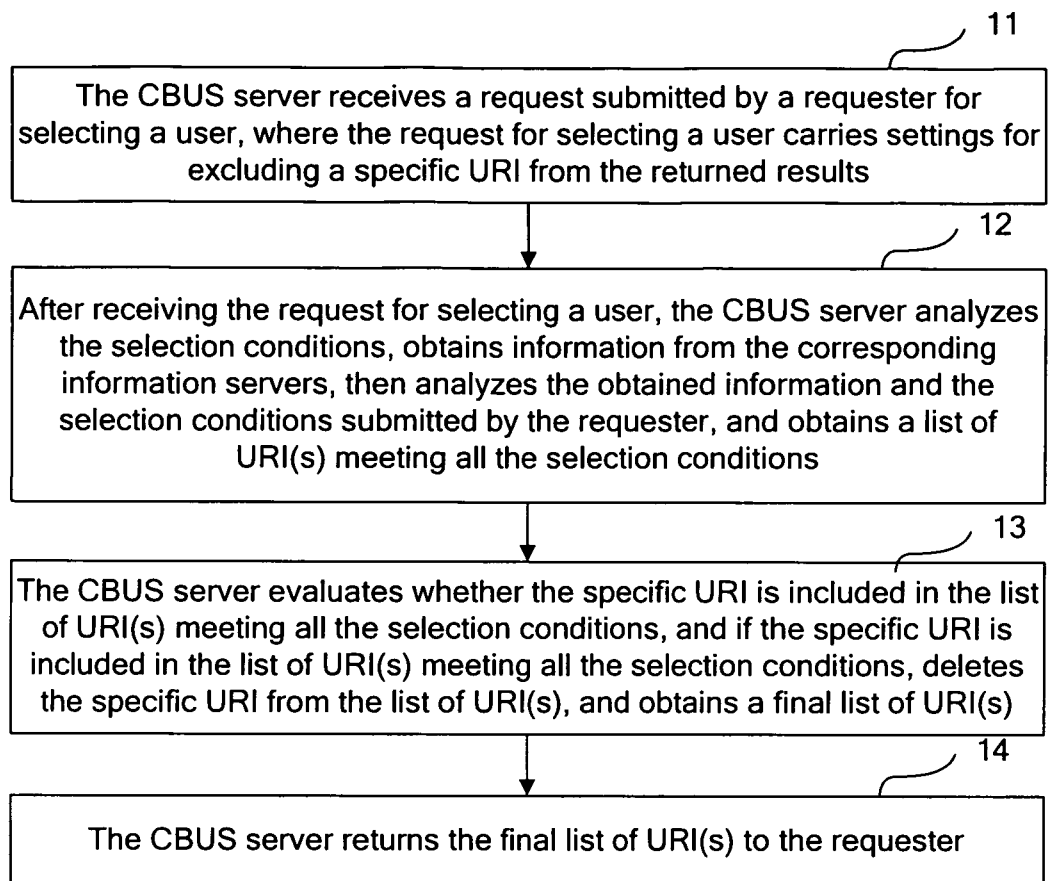 11
The CBUS server receives a request submitted by a requester for
selecting a user, where the request for selecting a user carries settings for
excluding a specific URI from the returned results
12
After receiving the request for selecting a user, the CBUS server analyzes
the selection conditions, obtains information from the corresponding
information servers, then analyzes the obtained information and the
selection conditions submitted by the requester, and obtains a list of
URI(s) meeting all the selection conditions
13
The CBUS server evaluates whether the specific URI is included in the list
of URI(s) meeting all the selection conditions, and if the specific URI is
included in the list of URI(s) meeting all the selection conditions, deletes
the specific URI from the list of URI(s), and obtains a final list of URI(s)
14
The CBUS server returns the final list of URI(s) to the requester